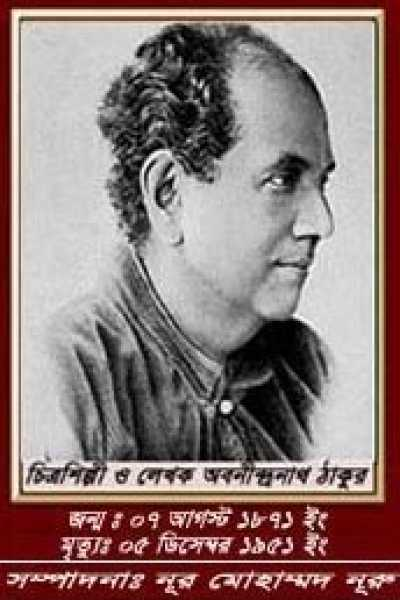 চিত্রশিল্পী ও লেখক অবনীন্দ্রনাথ ঠাকুর
জন্ম : ০৭ আগস্ট ১৮৭১ ইং
মৃত্যুঃ ০৫ ডিসেম্বর ১৯৫১ ইং
সম্পাদনাঃ নূর মোহাম্মদ নূরু